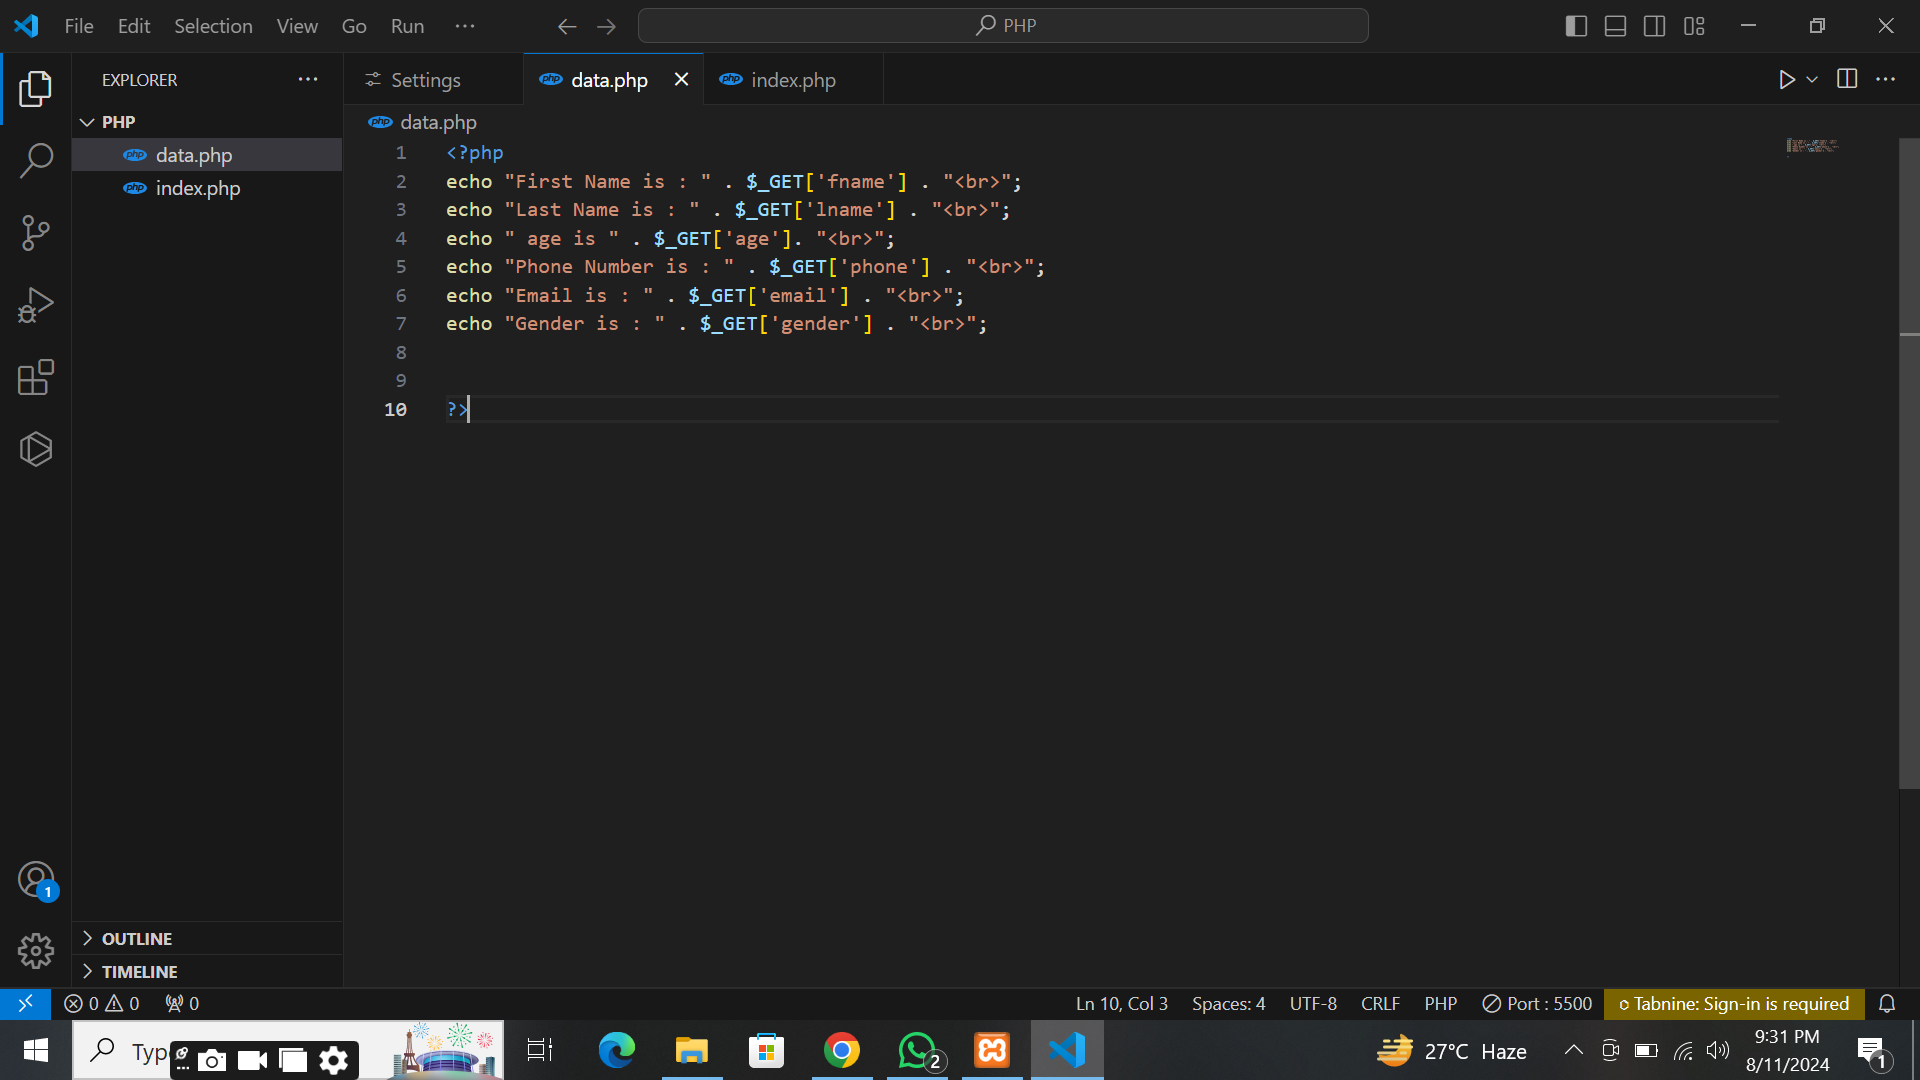 File Edit Selection View Go Run ··· PHP
EXPLORER ···
Settings
data.php
index.php
PHP
data.php
index.php
data.php
1 <?php
2 echo "First Name is : " . $_GET['fname'] . "<br>";
3 echo "Last Name is : " . $_GET['lname'] . "<br>";
4 echo " age is " . $_GET['age']. "<br>";
5 echo "Phone Number is : " . $_GET['phone'] . "<br>";
6 echo "Email is : " . $_GET['email'] . "<br>";
7 echo "Gender is : " . $_GET['gender'] . "<br>";
8
9
10 ?>
1
OUTLINE
TIMELINE
0 0 0 Ln 10, Col 3 Spaces: 4 UTF-8 CRLF PHP Port : 5500 Tabnine: Sign-in is required
Typ 2 27°C Haze 9:31 PM
8/11/2024
1